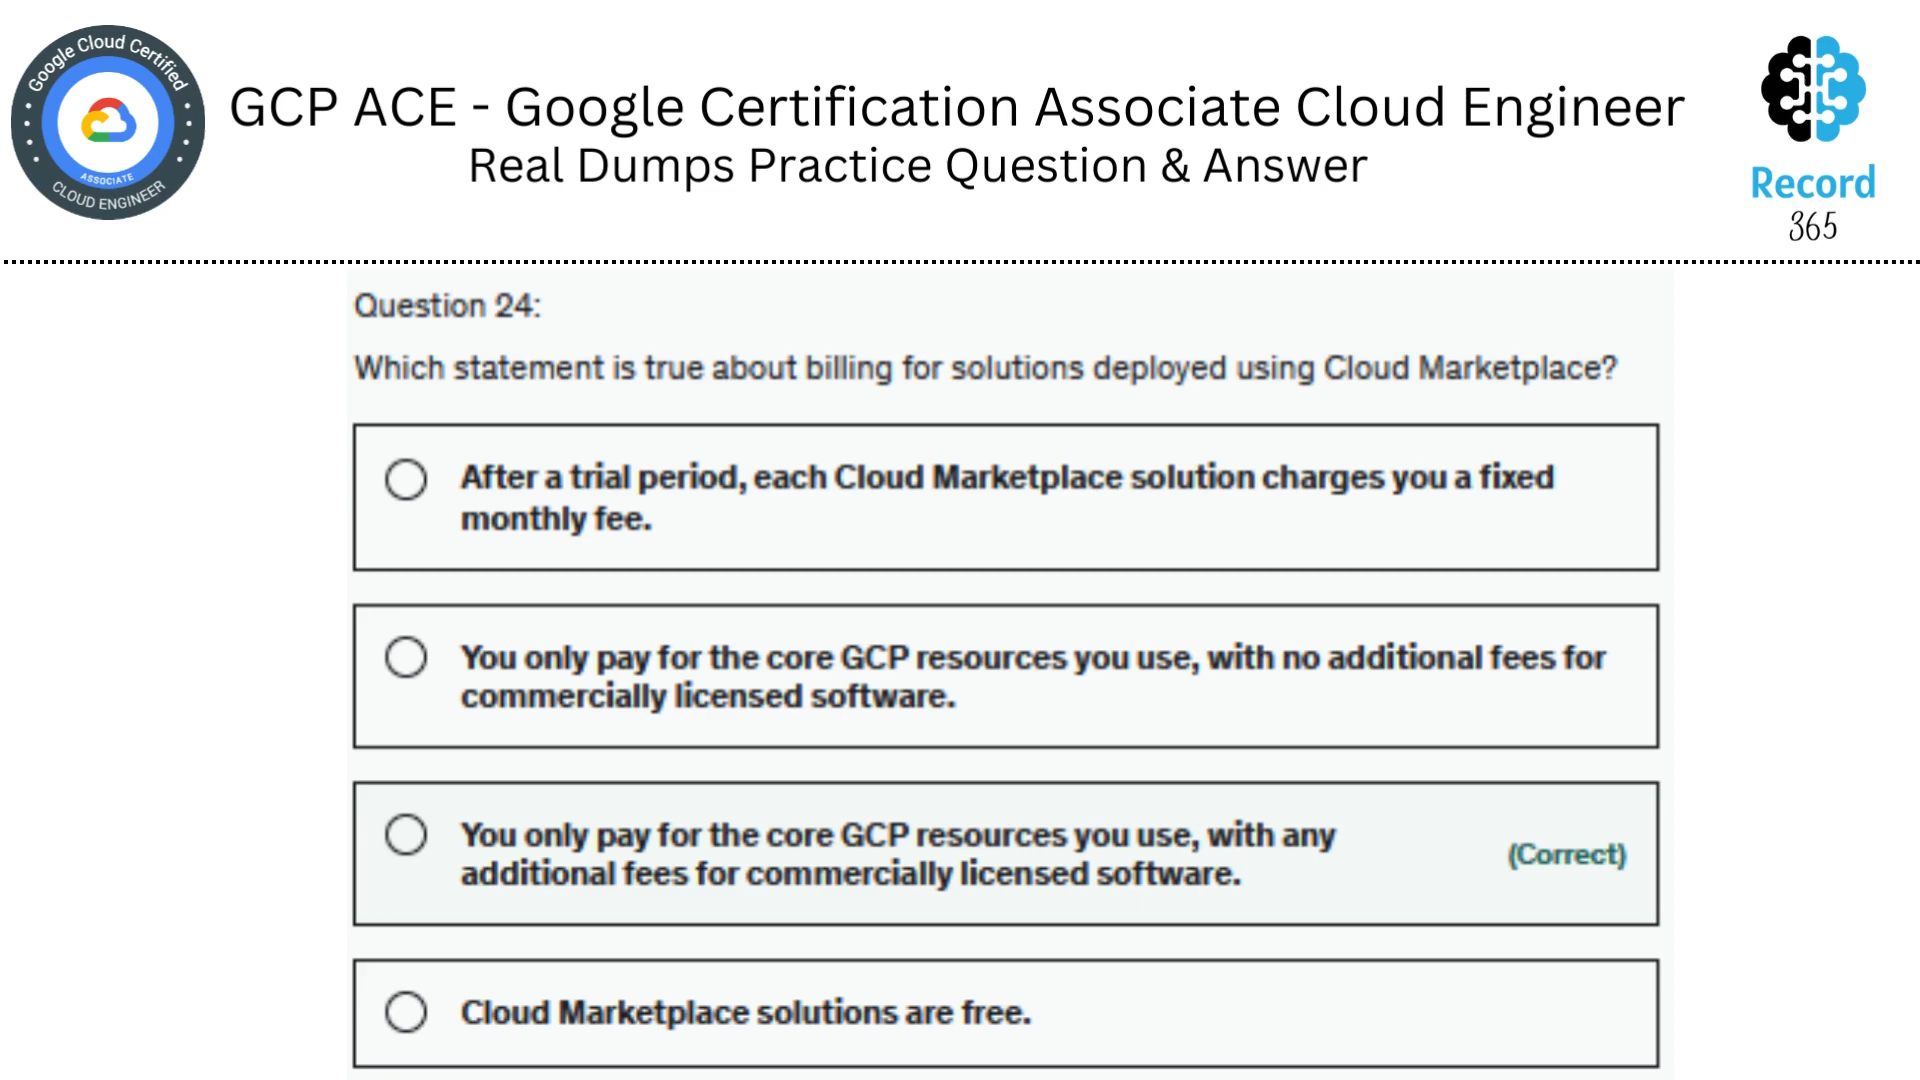 Google Cloud Certified
ASSOCIATE
CLOUD ENGINEER
GCP ACE - Google Certification Associate Cloud Engineer
Real Dumps Practice Question & Answer
Record
365
Question 24:
Which statement is true about billing for solutions deployed using Cloud Marketplace?
After a trial period, each Cloud Marketplace solution charges you a fixed
monthly fee.
You only pay for the core GCP resources you use, with no additional fees for
commercially licensed software.
You only pay for the core GCP resources you use, with any
additional fees for commercially licensed software.
(Correct)
Cloud Marketplace solutions are free.